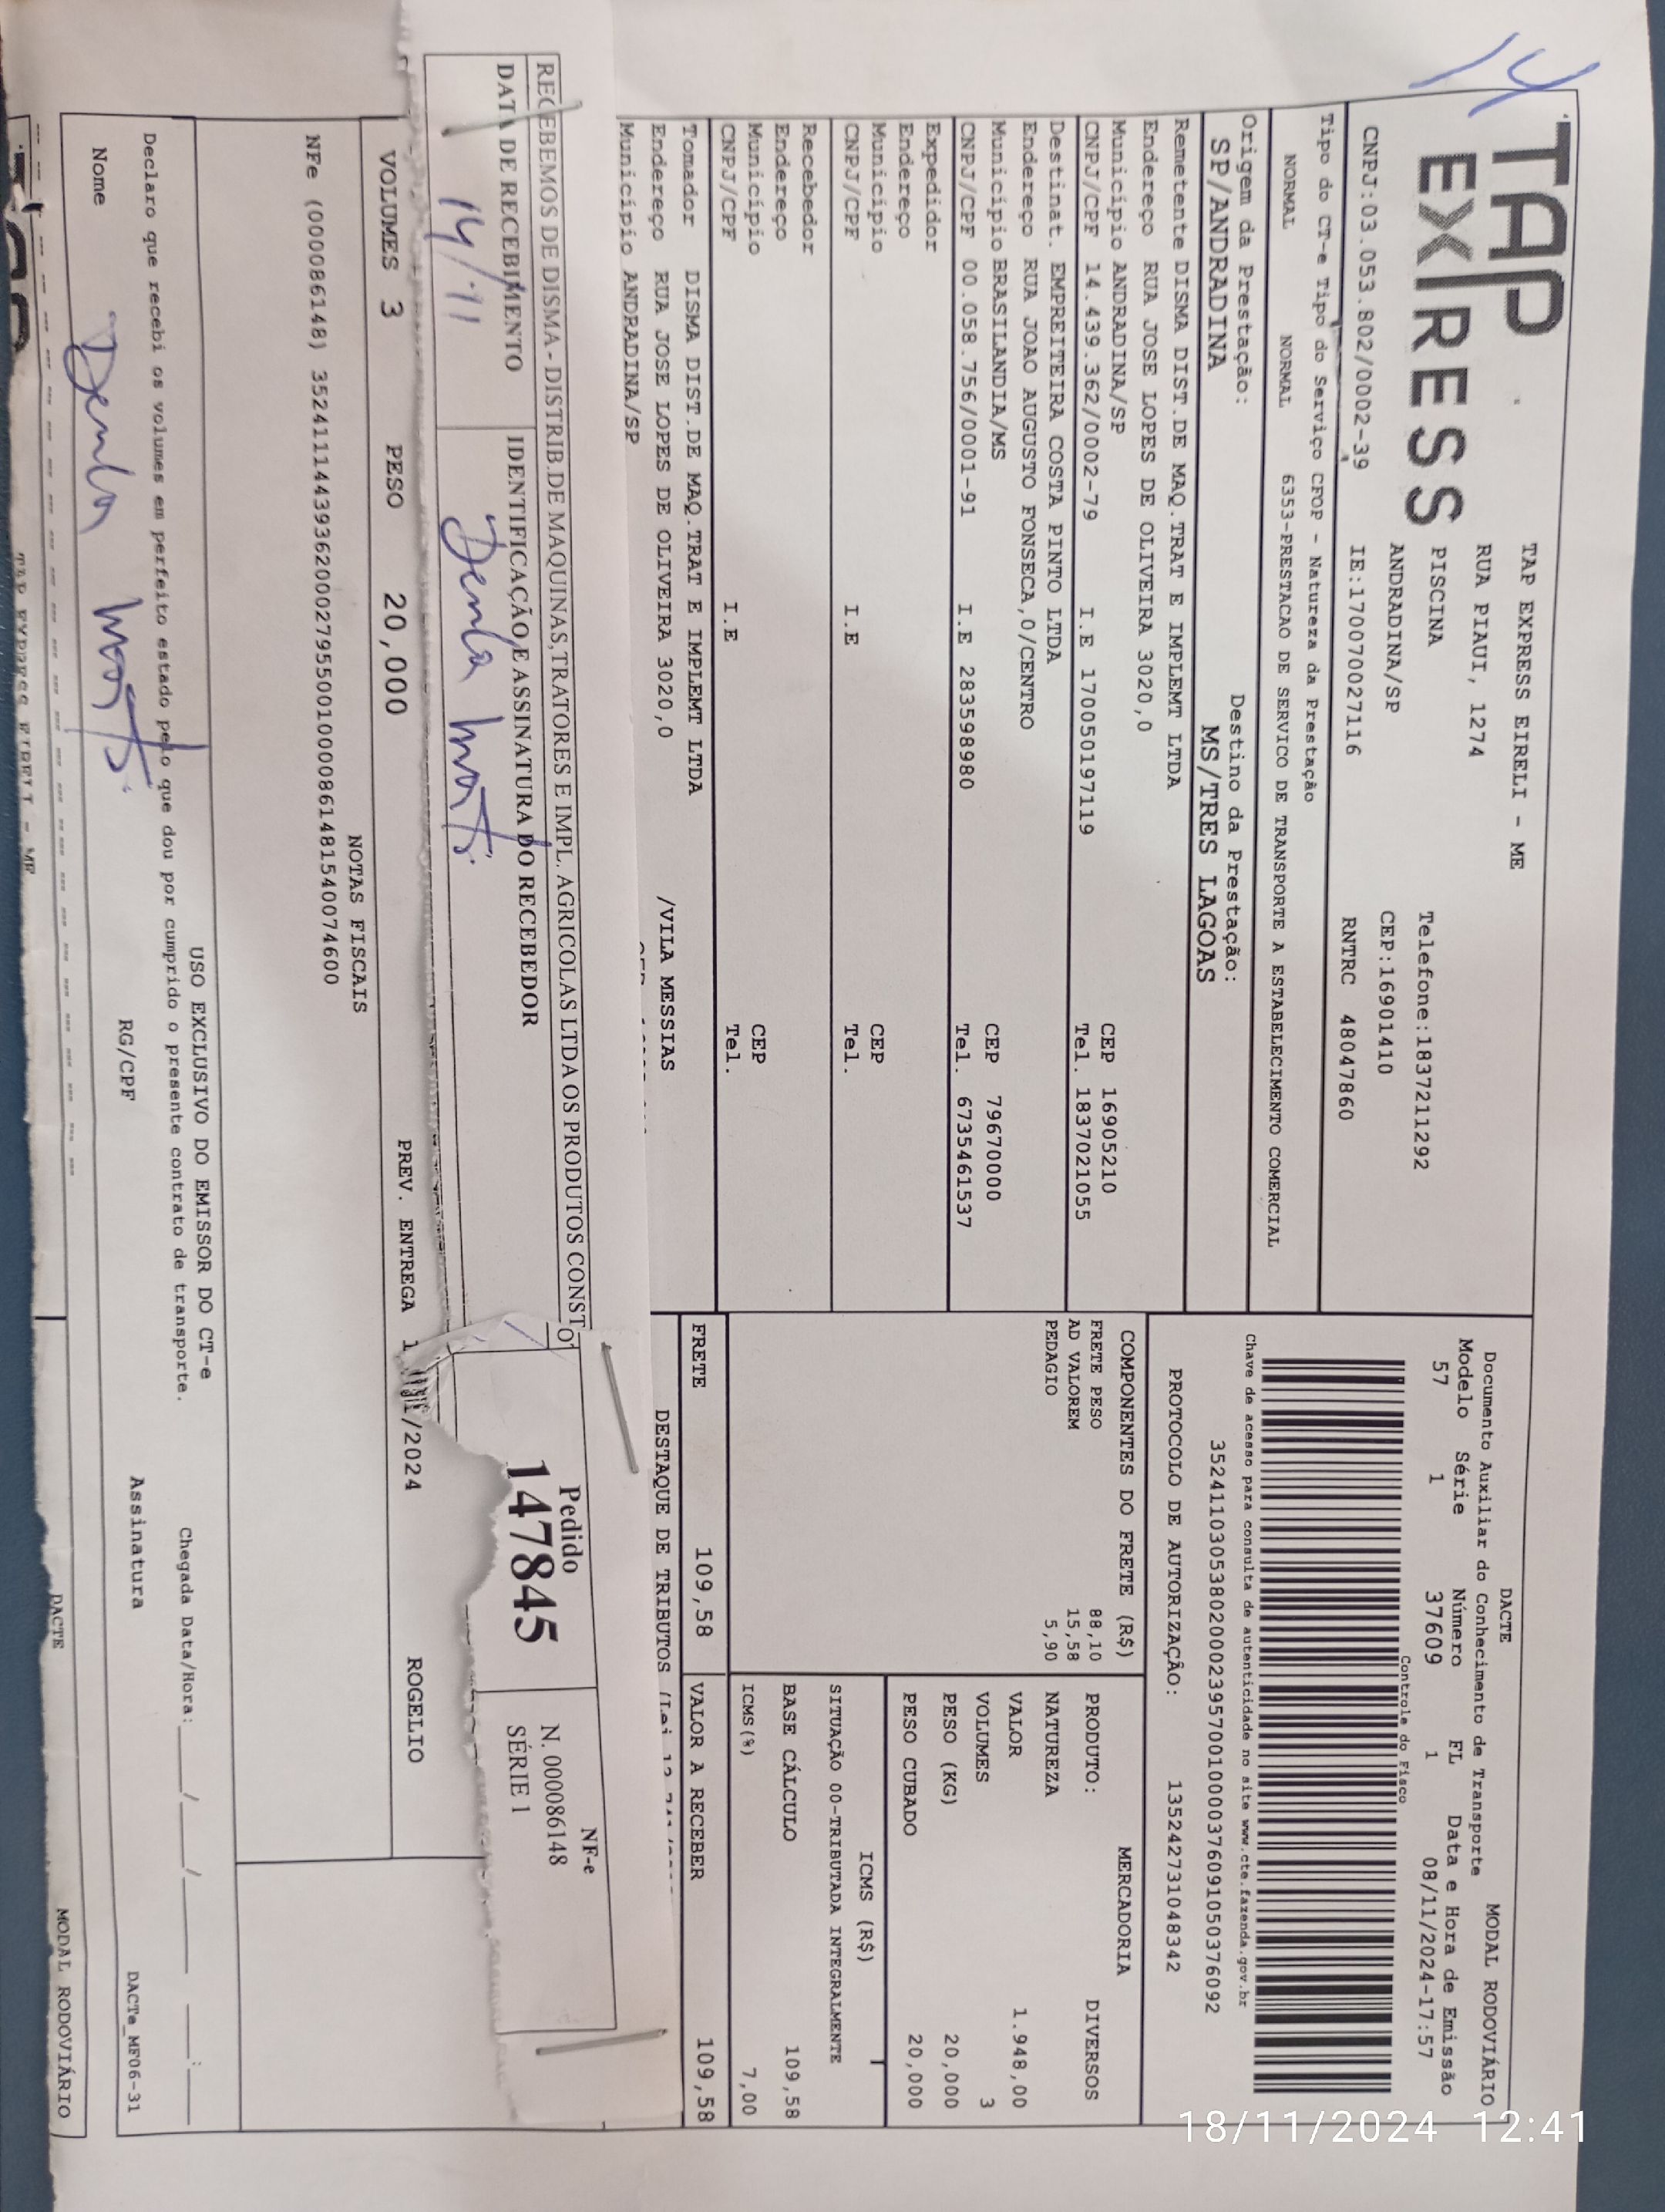 14
TAP
EXPRESS
TAP EXPRESS EIRELI - ME
RUA PIAUI, 1274
Telefone:1837211292
PISCINA
CEP:16901410
ANDRADINA/SP
CNPJ:03.053.802/0002-39
IE:170070027116
RNTRC 48047860
Tipo do CT-e Tipo do Serviço CFOP - Natureza da Prestação
NORMAL NORMAL 6353-PRESTACAO DE SERVICO DE TRANSPORTE A ESTABELECIMENTO COMERCIAL
Origem da Prestação: Destino da Prestação:
SP/ANDRADINA MS/TRES LAGOAS
DACTE
MODAL RODOVIÁRIO
Documento Auxiliar do Conhecimento de Transporte
Modelo Série Número FL Data e Hora de Emissão
57 1 37609 1 08/11/2024-17:57
Controle do Fisco
Chave de acesso para consulta de autenticidade no site www.cte.fazenda.gov.br
35241103053802000239570010000376091050376092
PROTOCOLO DE AUTORIZAÇÃO: 135242731048342
Remetente DISMA DIST.DE MAQ.TRAT E IMPLEMT LTDA
Endereço RUA JOSE LOPES DE OLIVEIRA 3020,0
Município ANDRADINA/SP CEP 16905210
CNPJ/CPF 14.439.362/0002-79 I.E 170050197119 Tel. 1837021055
Destinat. EMPREITEIRA COSTA PINTO LTDA
Endereço RUA JOAO AUGUSTO FONSECA,0/CENTRO
Município BRASILANDIA/MS CEP 79670000
CNPJ/CPF 00.058.756/0001-91 I.E 283598980 Tel. 6735461537
Expedidor
Endereço
Município CEP
CNPJ/CPF I.E Tel.
Recebedor
Endereço
Município CEP
CNPJ/CPF I.E Tel.
Tomador DISMA DIST.DE MAQ.TRAT E IMPLEMT LTDA
Endereço RUA JOSE LOPES DE OLIVEIRA 3020,0 /VILA MESSIAS
Município ANDRADINA/SP
COMPONENTES DO FRETE (R$)
FRETE PESO 88,10
AD VALOREM 15,58
PEDAGIO 5,90
MERCADORIA
PRODUTO: DIVERSOS
NATUREZA
VALOR 1.948,00
VOLUMES 3
PESO (KG) 20,000
PESO CUBADO 20,000
ICMS (R$)
SITUAÇÃO 00-TRIBUTADA INTEGRALMENTE
BASE CÁLCULO 109,58
ICMS(%) 7,00
FRETE 109,58
VALOR A RECEBER 109,58
DESTAQUE DE TRIBUTOS
RECEBEMOS DE DISMA - DISTRIB.DE MAQUINAS,TRATORES E IMPL. AGRICOLAS LTDA OS PRODUTOS CONST
DATA DE RECEBIMENTO
IDENTIFICAÇÃO E ASSINATURA DO RECEBEDOR
14/11
Pedido
147845
NF-e
N. 000086148
SÉRIE 1
VOLUMES 3 PESO 20,000 PREV. ENTREGA /2024 ROGELIO
NOTAS FISCAIS
NFe (000086148) 35241114439362000279550010000861481540074600
USO EXCLUSIVO DO EMISSOR DO CT-e
Declaro que recebi os volumes em perfeito estado pelo que dou por cumprido o presente contrato de transporte.
Chegada Data/Hora: ___/___/_____ ___:___
Nome
RG/CPF
Assinatura
DACTe_MF06-31
TAP EXPRESS EIRELI - ME
DACTE
MODAL RODOVIÁRIO
18/11/2024 12:41